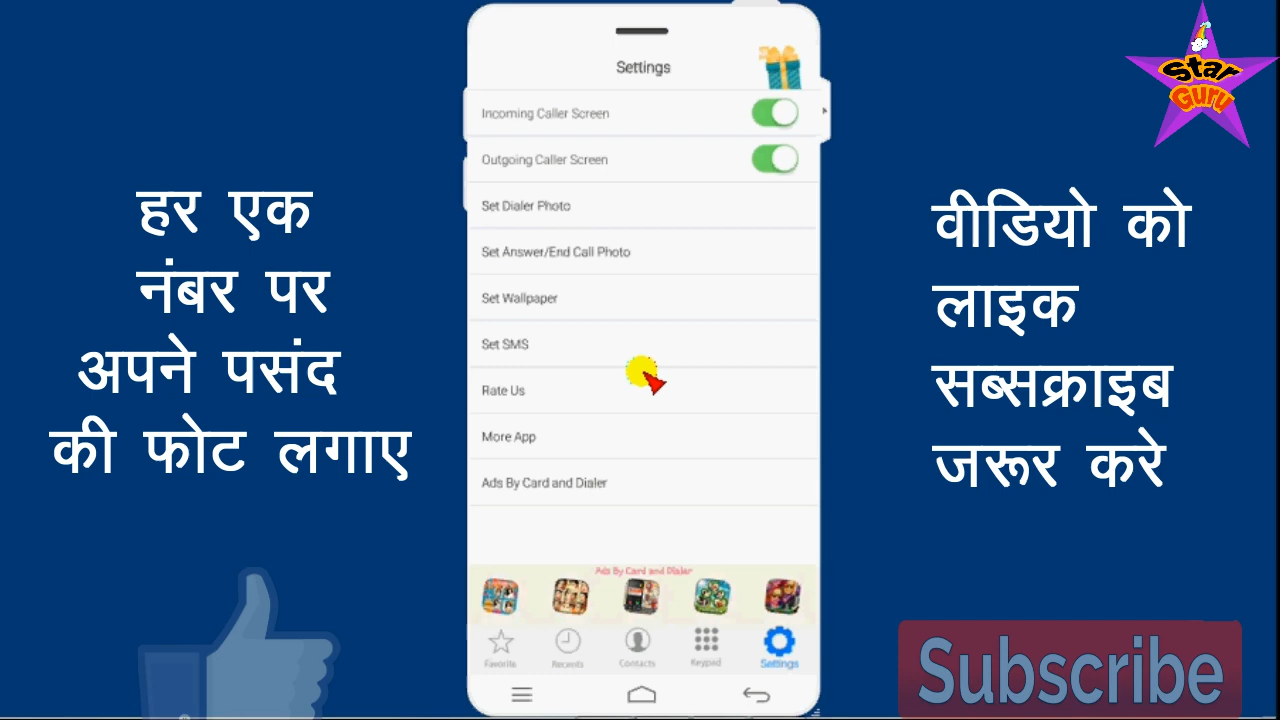 Star
Guru
हर एक
नंबर पर
अपने पसंद
की फोट लगाए
Settings
Incoming Caller Screen
Outgoing Caller Screen
Set Dialer Photo
Set Answer/End Call Photo
Set Wallpaper
Set SMS
Rate Us
More App
Ads By Card and Dialer
Ads By Card and Dialer
Favorite
Recents
Contacts
Keypad
Settings
वीडियो को
लाइक
सब्सक्राइब
जरूर करे
Subscribe